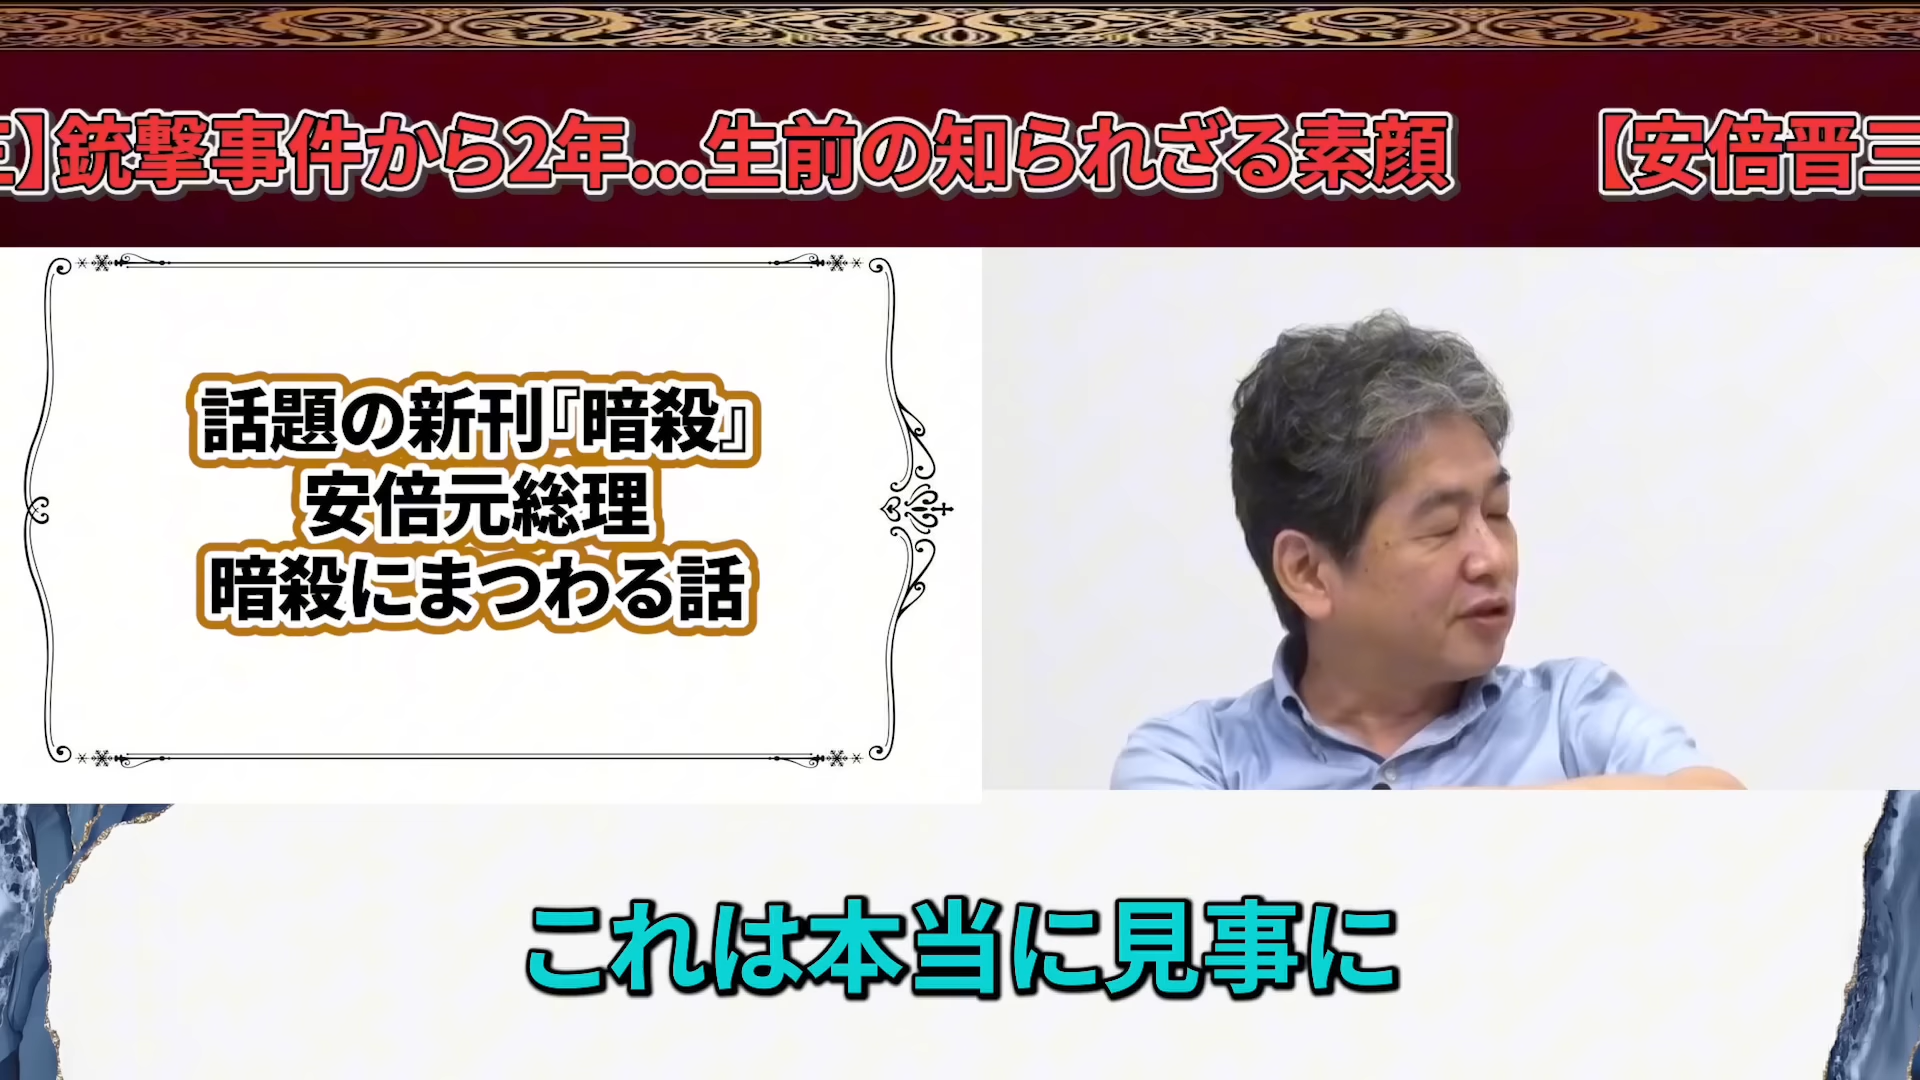 】銃撃事件から2年...生前の知られざる素顔　【安倍晋三
話題の新刊『暗殺』
安倍元総理
暗殺にまつわる話
これは本当に見事に